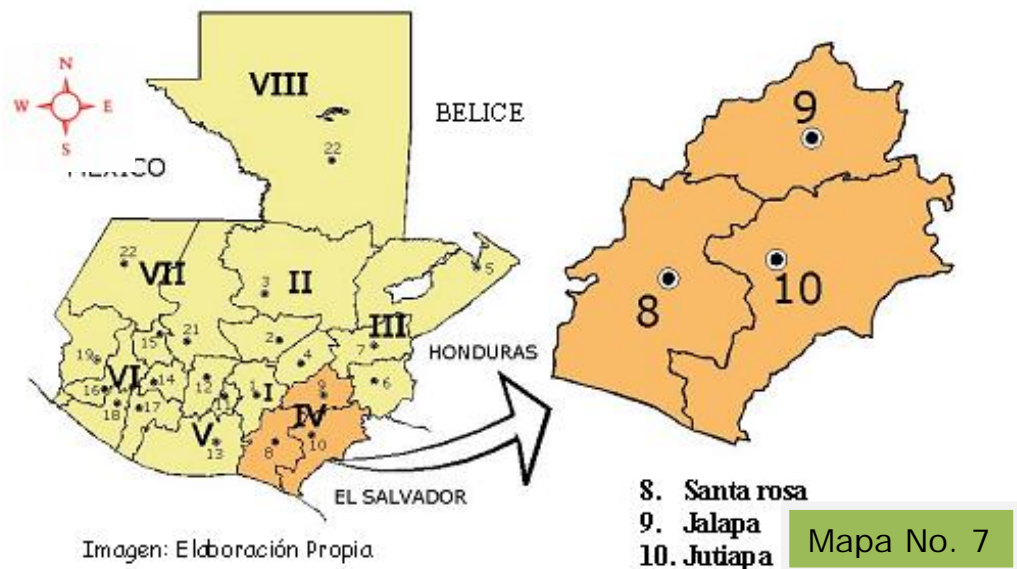 N
W E
S
MEXICO
BELICE
VIII
22
22
VII
3
II
5
III
7
HONDURAS
2
4
15
21
19
VI
14
16
18
17
12
11
1
I
9
6
IV
V
13
8
10
EL SALVADOR
Imagen: Elaboración Propia
9
8
10
8. Santa rosa
9. Jalapa
10. Jutiapa
Mapa No. 7